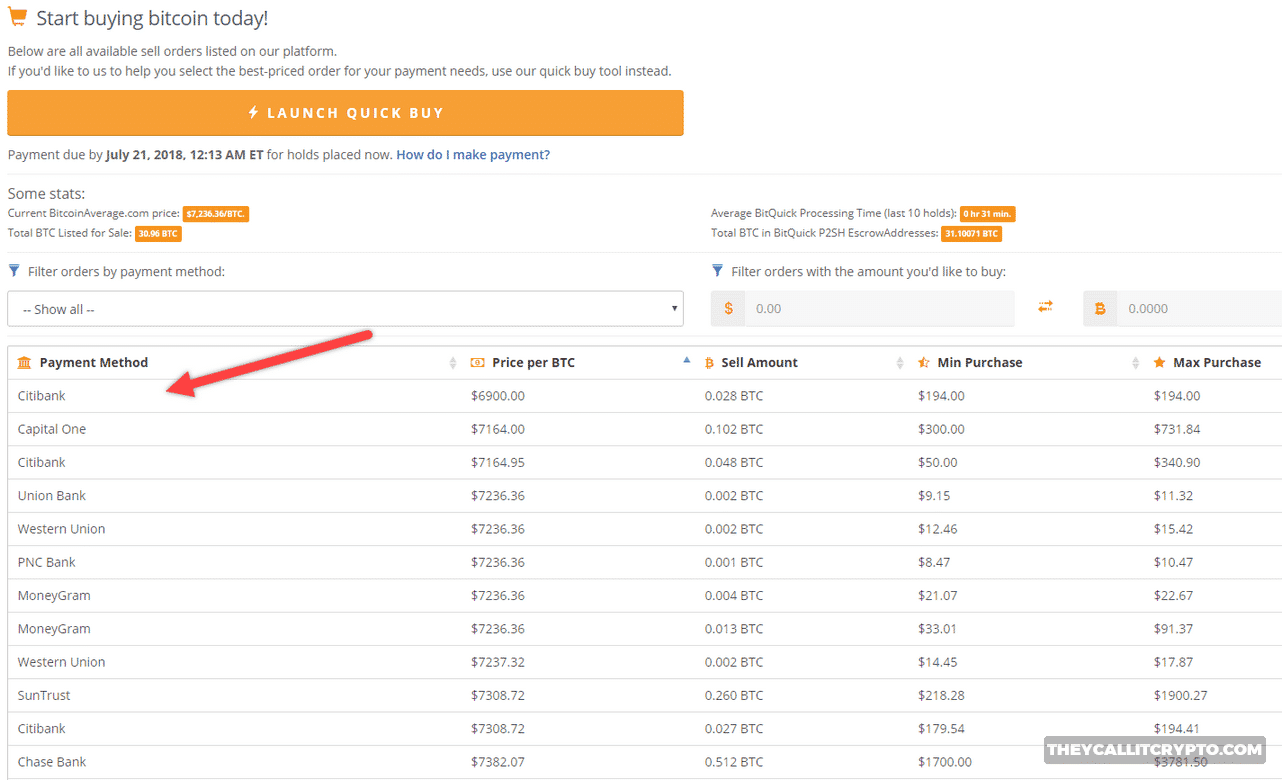 Start buying bitcoin today!
Below are all available sell orders listed on our platform.
If you'd like to us to help you select the best-priced order for your payment needs, use our quick buy tool instead.
LAUNCH QUICK BUY
Payment due by July 21, 2018, 12:13 AM ET for holds placed now. How do I make payment?
Some stats:
Current BitcoinAverage.com price: $7,236.36/BTC. Average BitQuick Processing Time (last 10 holds): 0 hr 31 min.
Total BTC Listed for Sale: 30.96 BTC Total BTC in BitQuick P2SH EscrowAddresses: 31.10071 BTC
Filter orders by payment method: Filter orders with the amount you'd like to buy:
-- Show all -- $ 0.00 0.0000
Payment Method Price per BTC Sell Amount Min Purchase Max Purchase
Citibank $6900.00 0.028 BTC $194.00 $194.00
Capital One $7164.00 0.102 BTC $300.00 $731.84
Citibank $7164.95 0.048 BTC $50.00 $340.90
Union Bank $7236.36 0.002 BTC $9.15 $11.32
Western Union $7236.36 0.002 BTC $12.46 $15.42
PNC Bank $7236.36 0.001 BTC $8.47 $10.47
MoneyGram $7236.36 0.004 BTC $21.07 $22.67
MoneyGram $7236.36 0.013 BTC $33.01 $91.37
Western Union $7237.32 0.002 BTC $14.45 $17.87
SunTrust $7308.72 0.260 BTC $218.28 $1900.27
Citibank $7308.72 0.027 BTC $179.54 $194.41
THEYCALLITCRYPTO.COM
Chase Bank $7382.07 0.512 BTC $1700.00 $3781.50